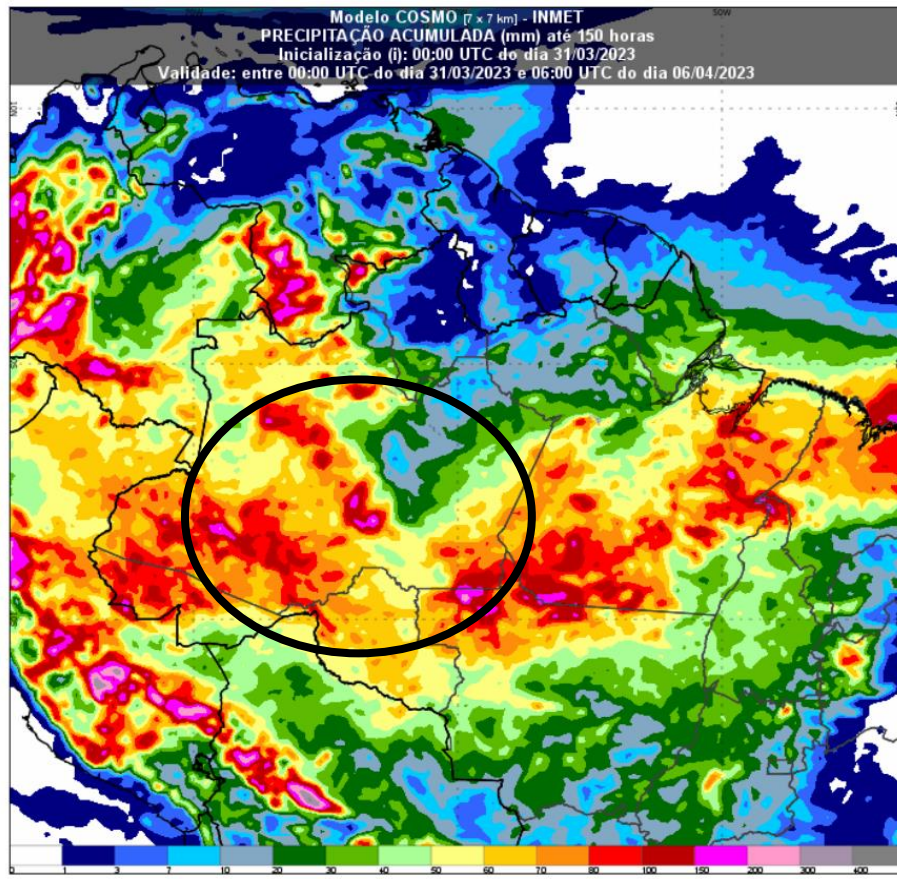 Modelo COSMO [7 x 7 km] - INMET
PRECIPITAÇÃO ACUMULADA (mm) até 150 horas
Inicialização (i): 00:00 UTC do dia 31/03/2023
Validade: entre 00:00 UTC do dia 31/03/2023 e 06:00 UTC do dia 06/04/2023
50W
10N
0 1 3 7 10 20 30 40 50 60 70 80 100 150 200 300 400